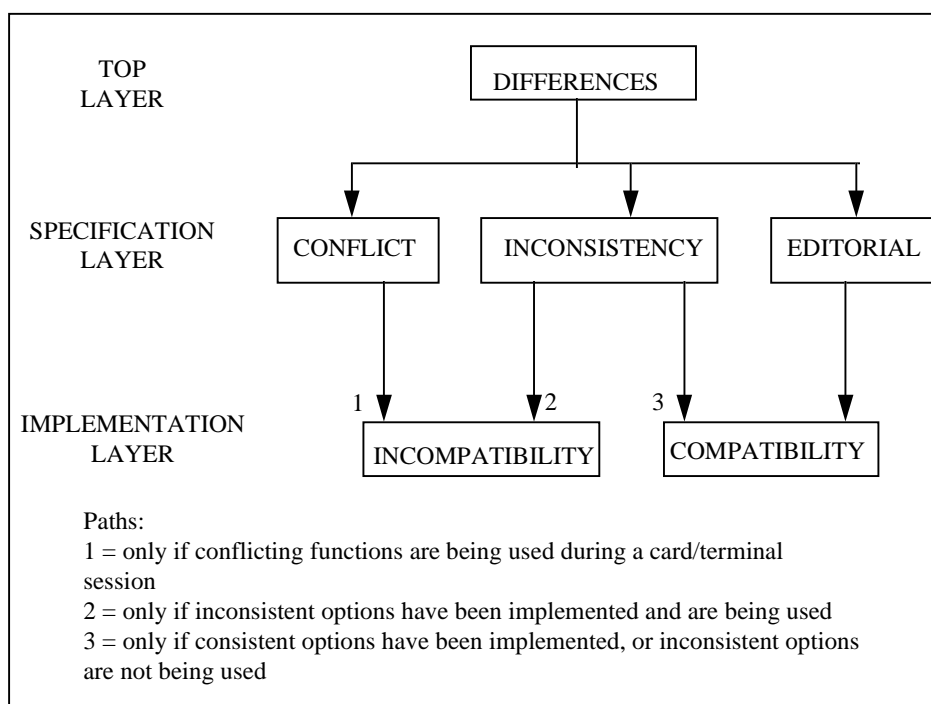 TOP
LAYER
DIFFERENCES
SPECIFICATION
LAYER
CONFLICT
INCONSISTENCY
EDITORIAL
1
2
3
IMPLEMENTATION
LAYER
INCOMPATIBILITY
COMPATIBILITY
Paths:
1 = only if conflicting functions are being used during a card/terminal
session
2 = only if inconsistent options have been implemented and are being used
3 = only if consistent options have been implemented, or inconsistent options
are not being used